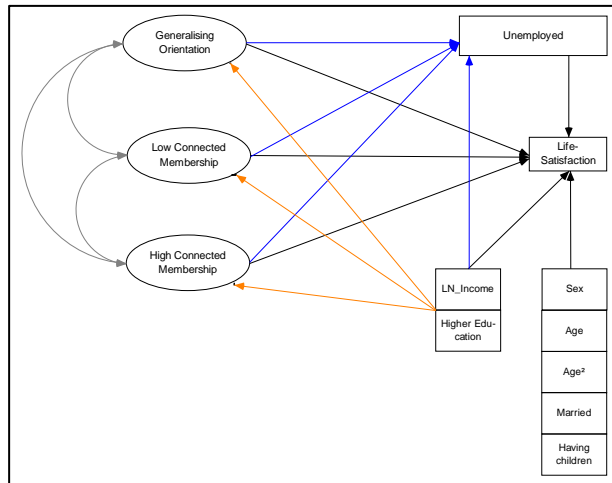 Generalising
Orientation
Unemployed
Low Connected
Membership
Life-
Satisfaction
High Connected
Membership
LN_Income
Higher Edu-
cation
Sex
Age
Age²
Married
Having
children